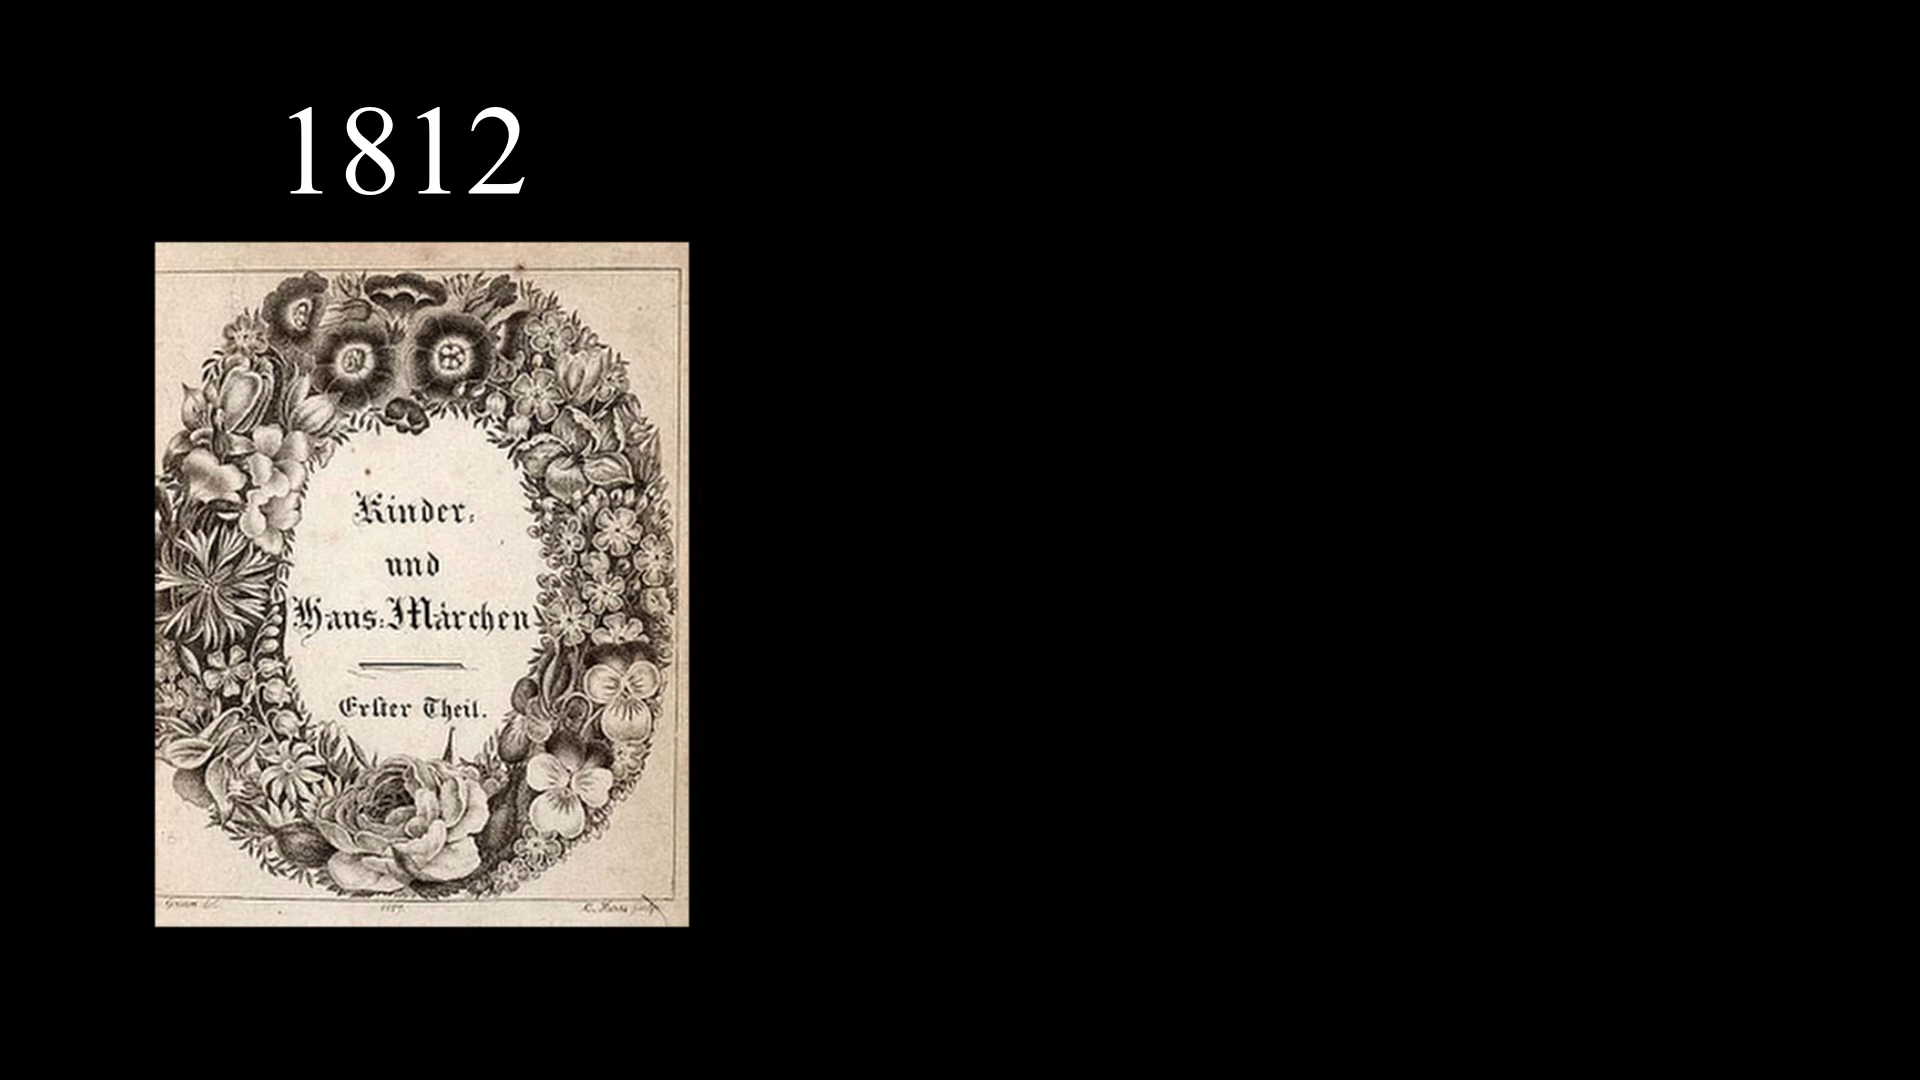 1812
Kinder-
und
Haus-Märchen
Erster Theil.